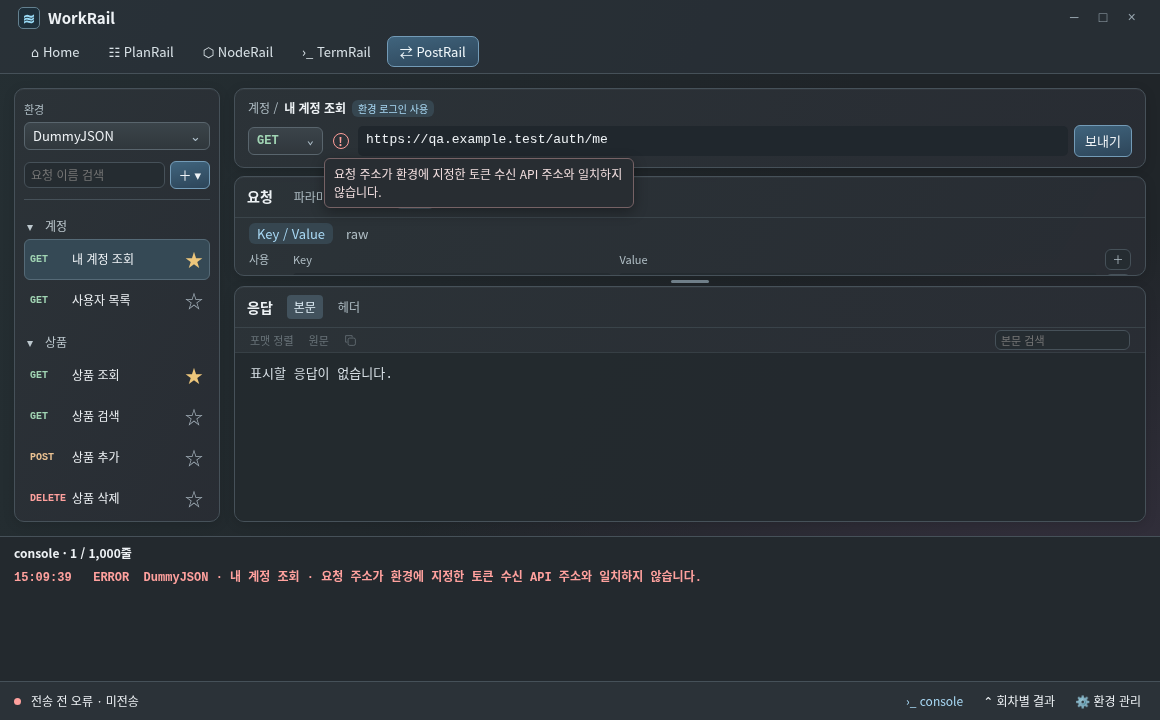 WorkRail
Home PlanRail NodeRail TermRail PostRail
환경
DummyJSON
요청 이름 검색
계정
GET 내 계정 조회
GET 사용자 목록
상품
GET 상품 조회
GET 상품 검색
POST 상품 추가
DELETE 상품 삭제
계정 / 내 계정 조회 환경 로그인 사용
GET https://qa.example.test/auth/me 보내기
요청 주소가 환경에 지정한 토큰 수신 API 주소와 일치하지
않습니다.
요청
Key / Value raw
사용 Key Value +
응답 본문 헤더
포맷 정렬 원문 본문 검색
표시할 응답이 없습니다.
console · 1 / 1,000줄
15:09:39 ERROR DummyJSON · 내 계정 조회 · 요청 주소가 환경에 지정한 토큰 수신 API 주소와 일치하지 않습니다.
전송 전 오류 · 미전송 ›_ console 회차별 결과 환경 관리